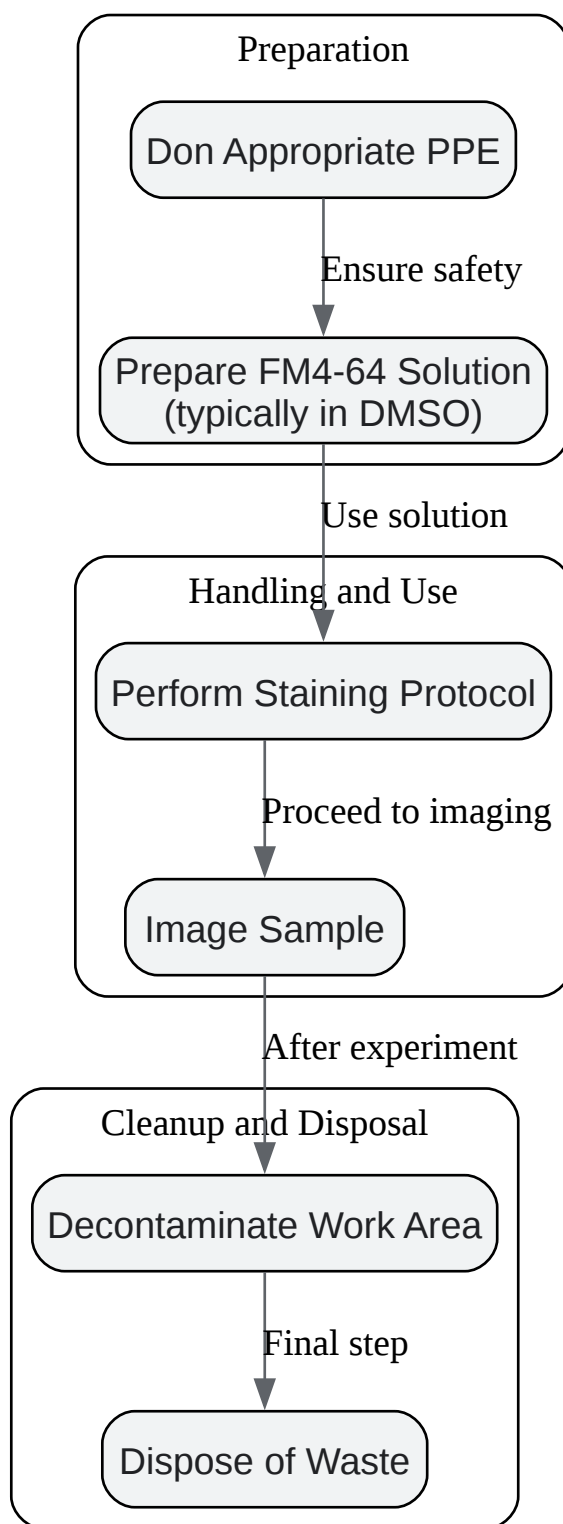 Preparation
Don Appropriate PPE
Ensure safety
Prepare FM4-64 Solution
(typically in DMSO)
Use solution
Handling and Use
Perform Staining Protocol
Proceed to imaging
Image Sample
After experiment
Cleanup and Disposal
Decontaminate Work Area
Final step
Dispose of Waste